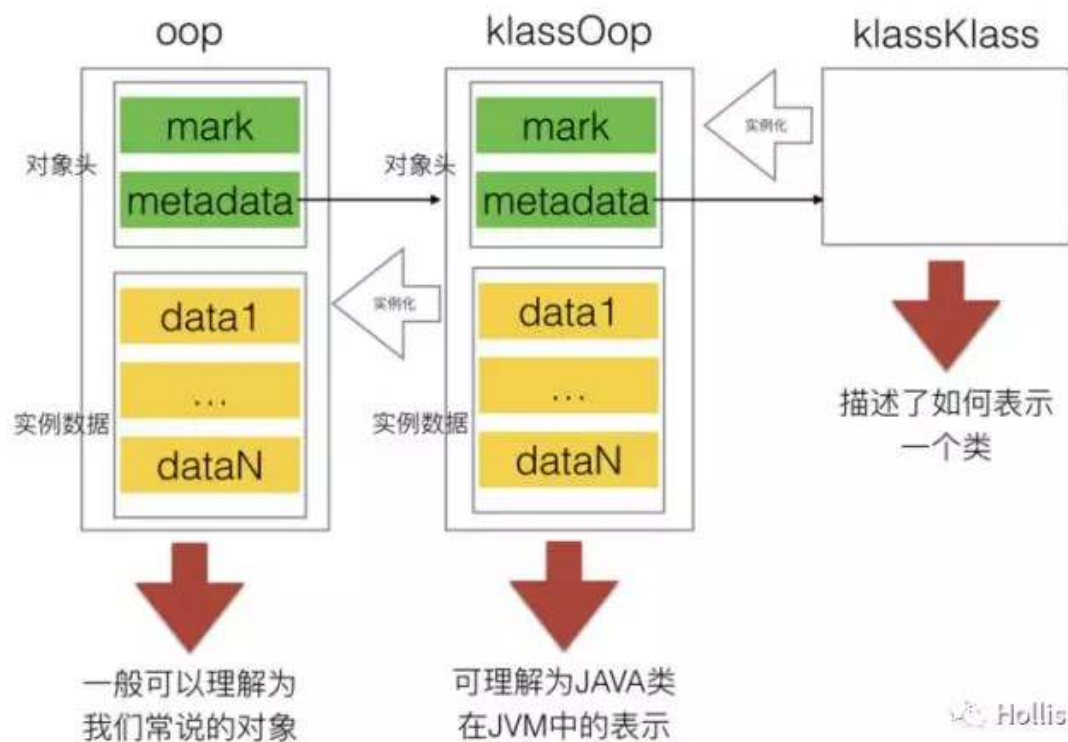 oop
klassOop
klassKlass
mark
mark
实例化
对象头
对象头
metadata
metadata
data1
实例化
data1
...
...
实例数据
实例数据
dataN
dataN
描述了如何表示
一个类
一般可以理解为
我们常说的对象
可理解为JAVA类
在JVM中的表示
Hollis